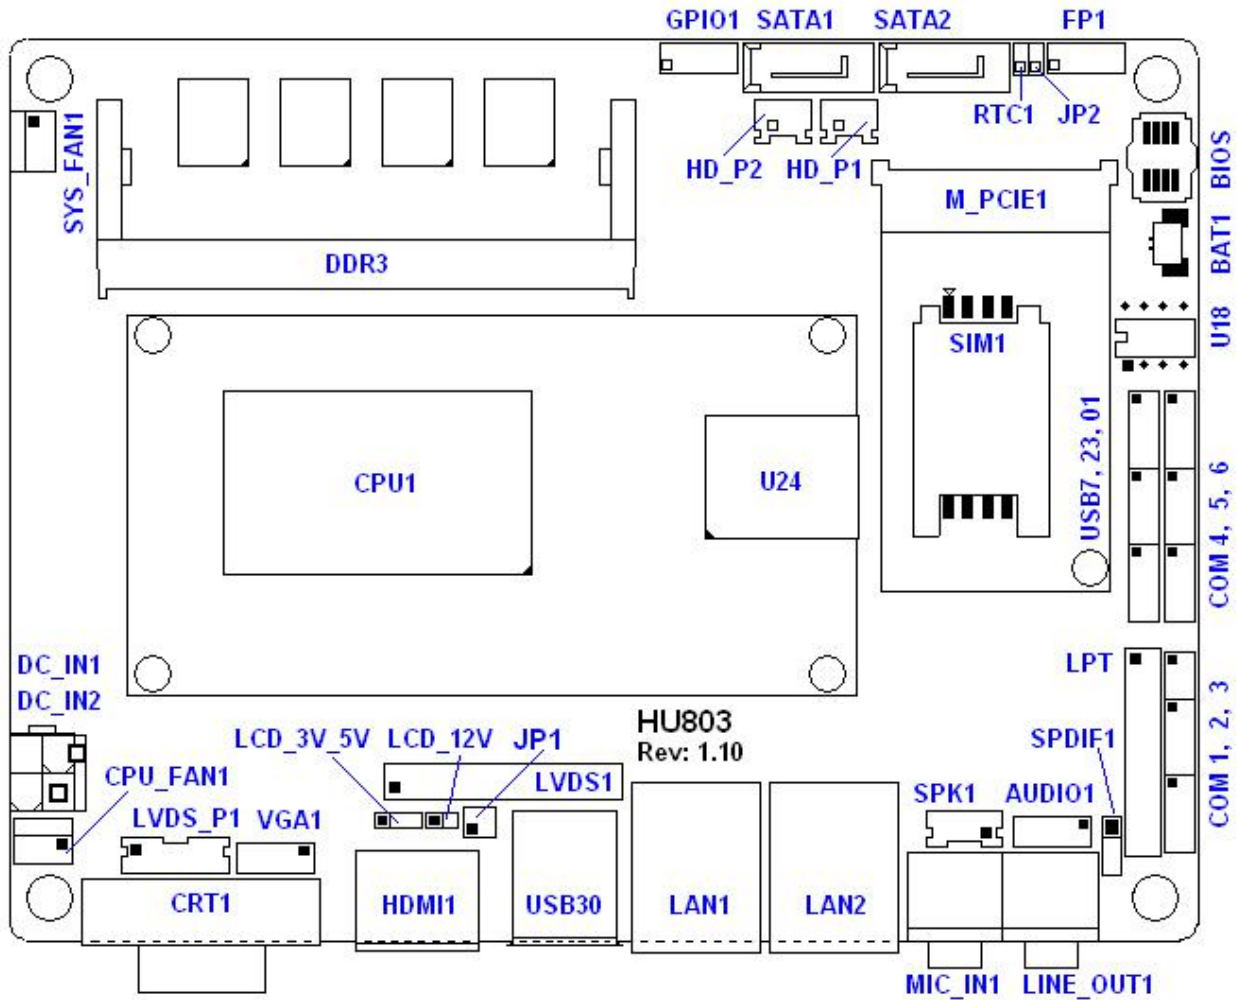 GPIO1 SATA1 SATA2 FP1
RTC1 JP2
SYS_FAN1
HD_P2 HD_P1
BIOS
M_PCIE1
BAT1
DDR3
U18
SIM1
USB7, 23, 01
CPU1
U24
COM 4, 5, 6
DC_IN1
DC_IN2
LPT
HU803
Rev: 1.10
LCD_3V_5V LCD_12V JP1
SPDIF1
COM 1, 2, 3
CPU_FAN1
LVDS1
SPK1 AUDIO1
LVDS_P1 VGA1
CRT1 HDMI1 USB30 LAN1 LAN2
MIC_IN1 LINE_OUT1